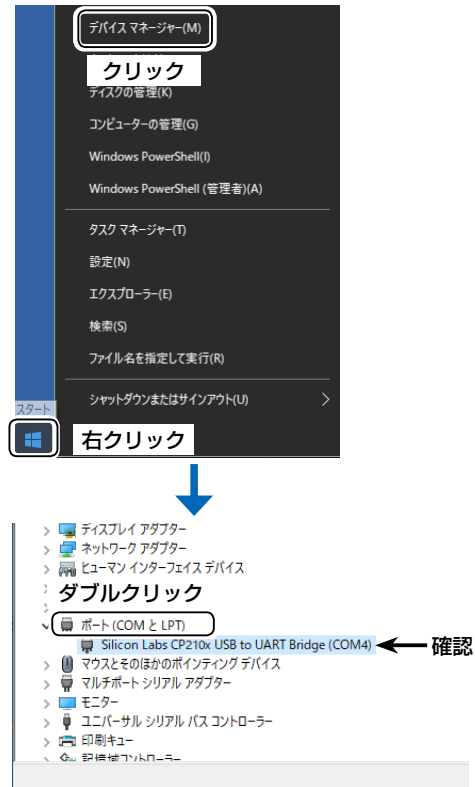 デバイス マネージャー(M)
クリック
ディスクの管理(K)
コンピューターの管理(G)
Windows PowerShell(I)
Windows PowerShell (管理者)(A)
タスク マネージャー(T)
設定(N)
エクスプローラー(E)
検索(S)
ファイル名を指定して実行(R)
シャットダウンまたはサインアウト(U)
スタート
右クリック
ディスプレイ アダプター
ネットワーク アダプター
ヒューマン インターフェイス デバイス
ダブルクリック
ポート (COM と LPT)
Silicon Labs CP210x USB to UART Bridge (COM4) 確認
マウスとそのほかのポインティング デバイス
マルチポート シリアル アダプター
モニター
ユニバーサル シリアル バス コントローラー
印刷キュー
記憶域コントローラー